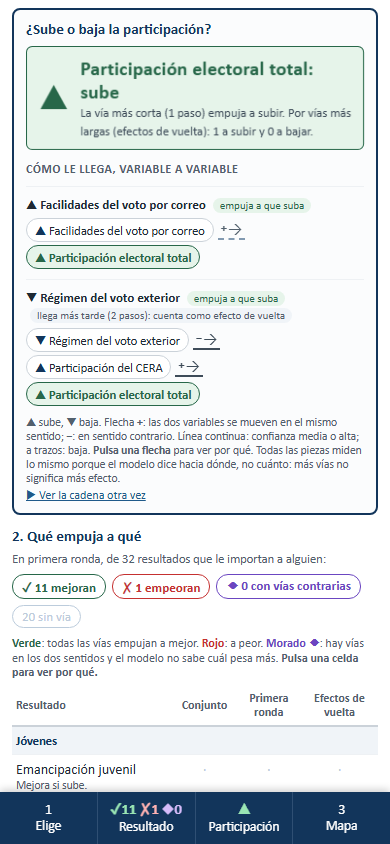 ¿Sube o baja la participación?
▲ Participación electoral total:
sube
La vía más corta (1 paso) empuja a subir. Por vías más
largas (efectos de vuelta): 1 a subir y 0 a bajar.
CÓMO LE LLEGA, VARIABLE A VARIABLE
▲ Facilidades del voto por correo empuja a que suba
▲ Facilidades del voto por correo +→
▲ Participación electoral total
▼ Régimen del voto exterior empuja a que suba
llega más tarde (2 pasos): cuenta como efecto de vuelta
▼ Régimen del voto exterior −→
▲ Participación del CERA +→
▲ Participación electoral total
▲ sube, ▼ baja. Flecha +: las dos variables se mueven en el mismo
sentido; −: en sentido contrario. Línea continua: confianza media o alta;
a trazos: baja. Pulsa una flecha para ver por qué. Todas las piezas miden
lo mismo porque el modelo dice hacia dónde, no cuánto: más vías no
significa más efecto.
▶ Ver la cadena otra vez
2. Qué empuja a qué
En primera ronda, de 32 resultados que le importan a alguien:
✓ 11 mejoran ✗ 1 empeoran ◆ 0 con vías contrarias
20 sin vía
Verde: todas las vías empujan a mejor. Rojo: a peor. Morado ◆: hay vías
en los dos sentidos y el modelo no sabe cuál pesa más. Pulsa una celda
para ver por qué.
Resultado Conjunto Primera ronda Efectos de vuelta
Jóvenes
Emancipación juvenil · · ·
Mejora si sube.
1 ✓11 ✗1 ◆0 ▲ 3
Elige Resultado Participación Mapa